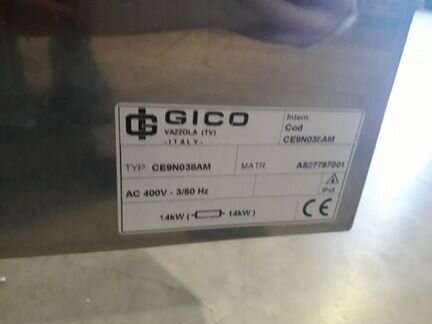 GICO
VAZZOLA (TV)
-ITALY-
Intern.
Cod
CE9N038AM
TYP. CE9N038AM
MATR. AS27797001
AC 400V - 3/50 Hz
14kW ( 14kW)
CE